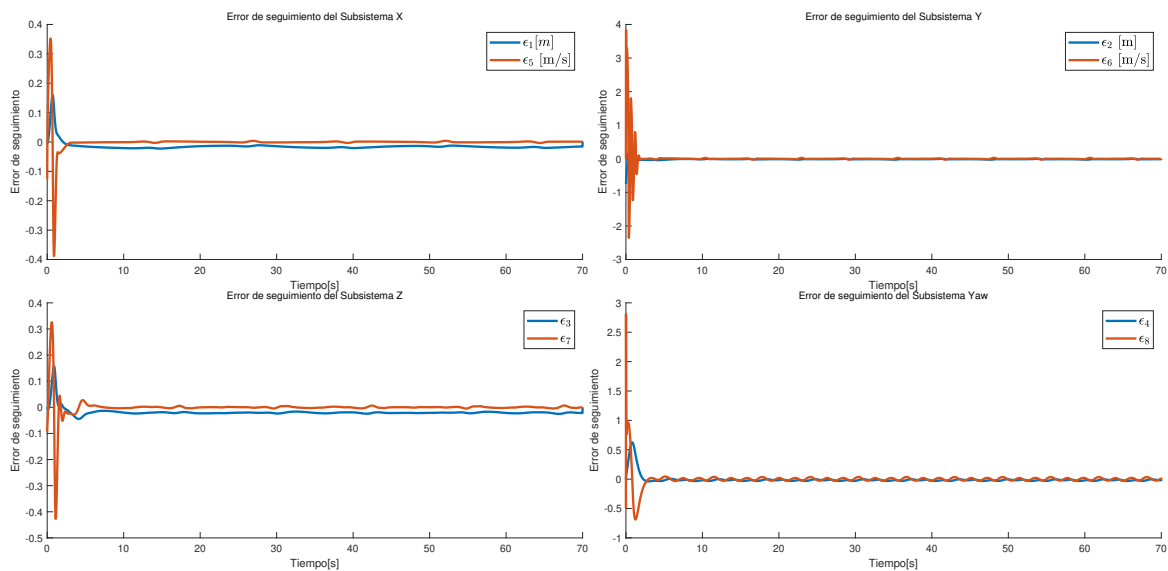 Error de seguimiento del Subsistema X
0.4
0.3
0.2
0.1
0
-0.1
-0.2
-0.3
-0.4
Error de seguimiento
ϵ₁[m]
ϵ₅ [m/s]
0 10 20 30 40 50 60 70
Tiempo[s]
Error de seguimiento del Subsistema Y
4
3
2
1
0
-1
-2
-3
Error de seguimiento
ϵ₂ [m]
ϵ₆ [m/s]
0 10 20 30 40 50 60 70
Tiempo[s]
Error de seguimiento del Subsistema Z
0.4
0.3
0.2
0.1
0
-0.1
-0.2
-0.3
-0.4
-0.5
Error de seguimiento
ϵ₃
ϵ₇
0 10 20 30 40 50 60 70
Tiempo[s]
Error de seguimiento del Subsistema Yaw
3
2.5
2
1.5
1
0.5
0
-0.5
-1
Error de seguimiento
ϵ₄
ϵ₈
0 10 20 30 40 50 60 70
Tiempo[s]